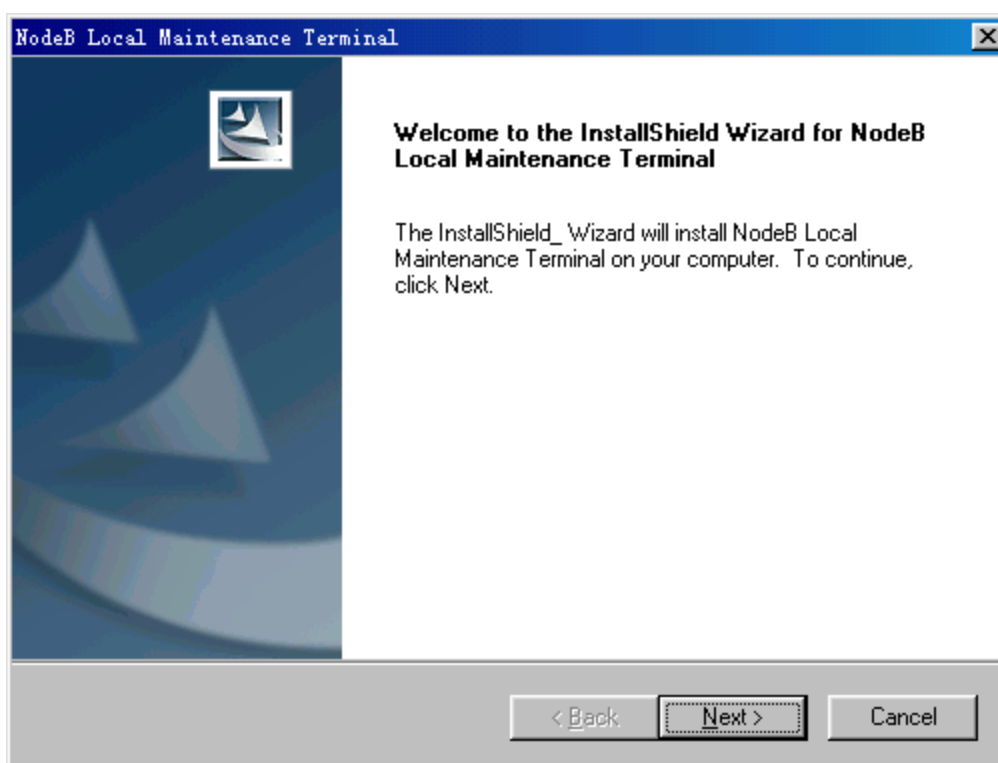 NodeB Local Maintenance Terminal
Welcome to the InstallShield Wizard for NodeB
Local Maintenance Terminal
The InstallShield_ Wizard will install NodeB Local
Maintenance Terminal on your computer.  To continue,
click Next.
< Back
Next >
Cancel